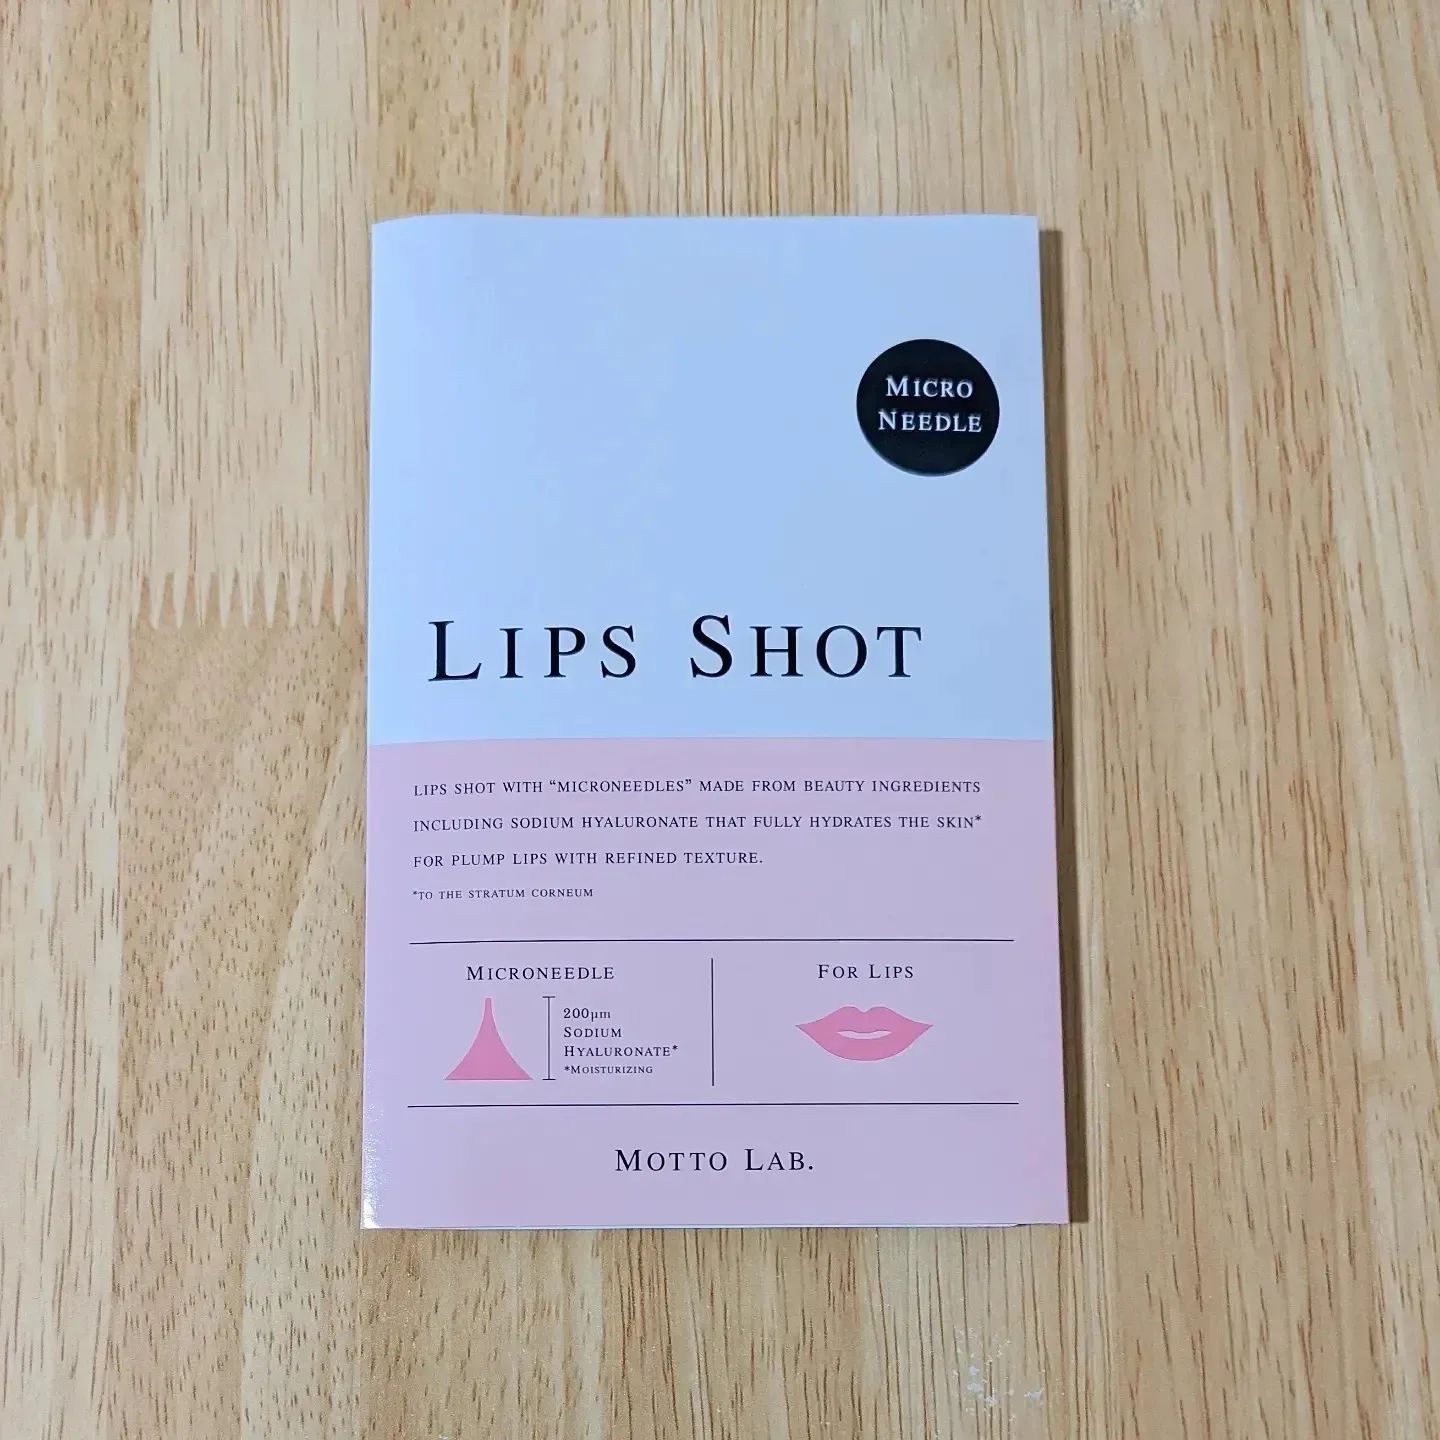 MICRO
NEEDLE
LIPS SHOT
LIPS SHOT WITH “MICRONEEDLES” MADE FROM BEAUTY INGREDIENTS
INCLUDING SODIUM HYALURONATE THAT FULLY HYDRATES THE SKIN*
FOR PLUMP LIPS WITH REFINED TEXTURE.
*TO THE STRATUM CORNEUM
MICRONEEDLE
200μm
SODIUM
HYALURONATE*
*MOISTURIZING
FOR LIPS
MOTTO LAB.